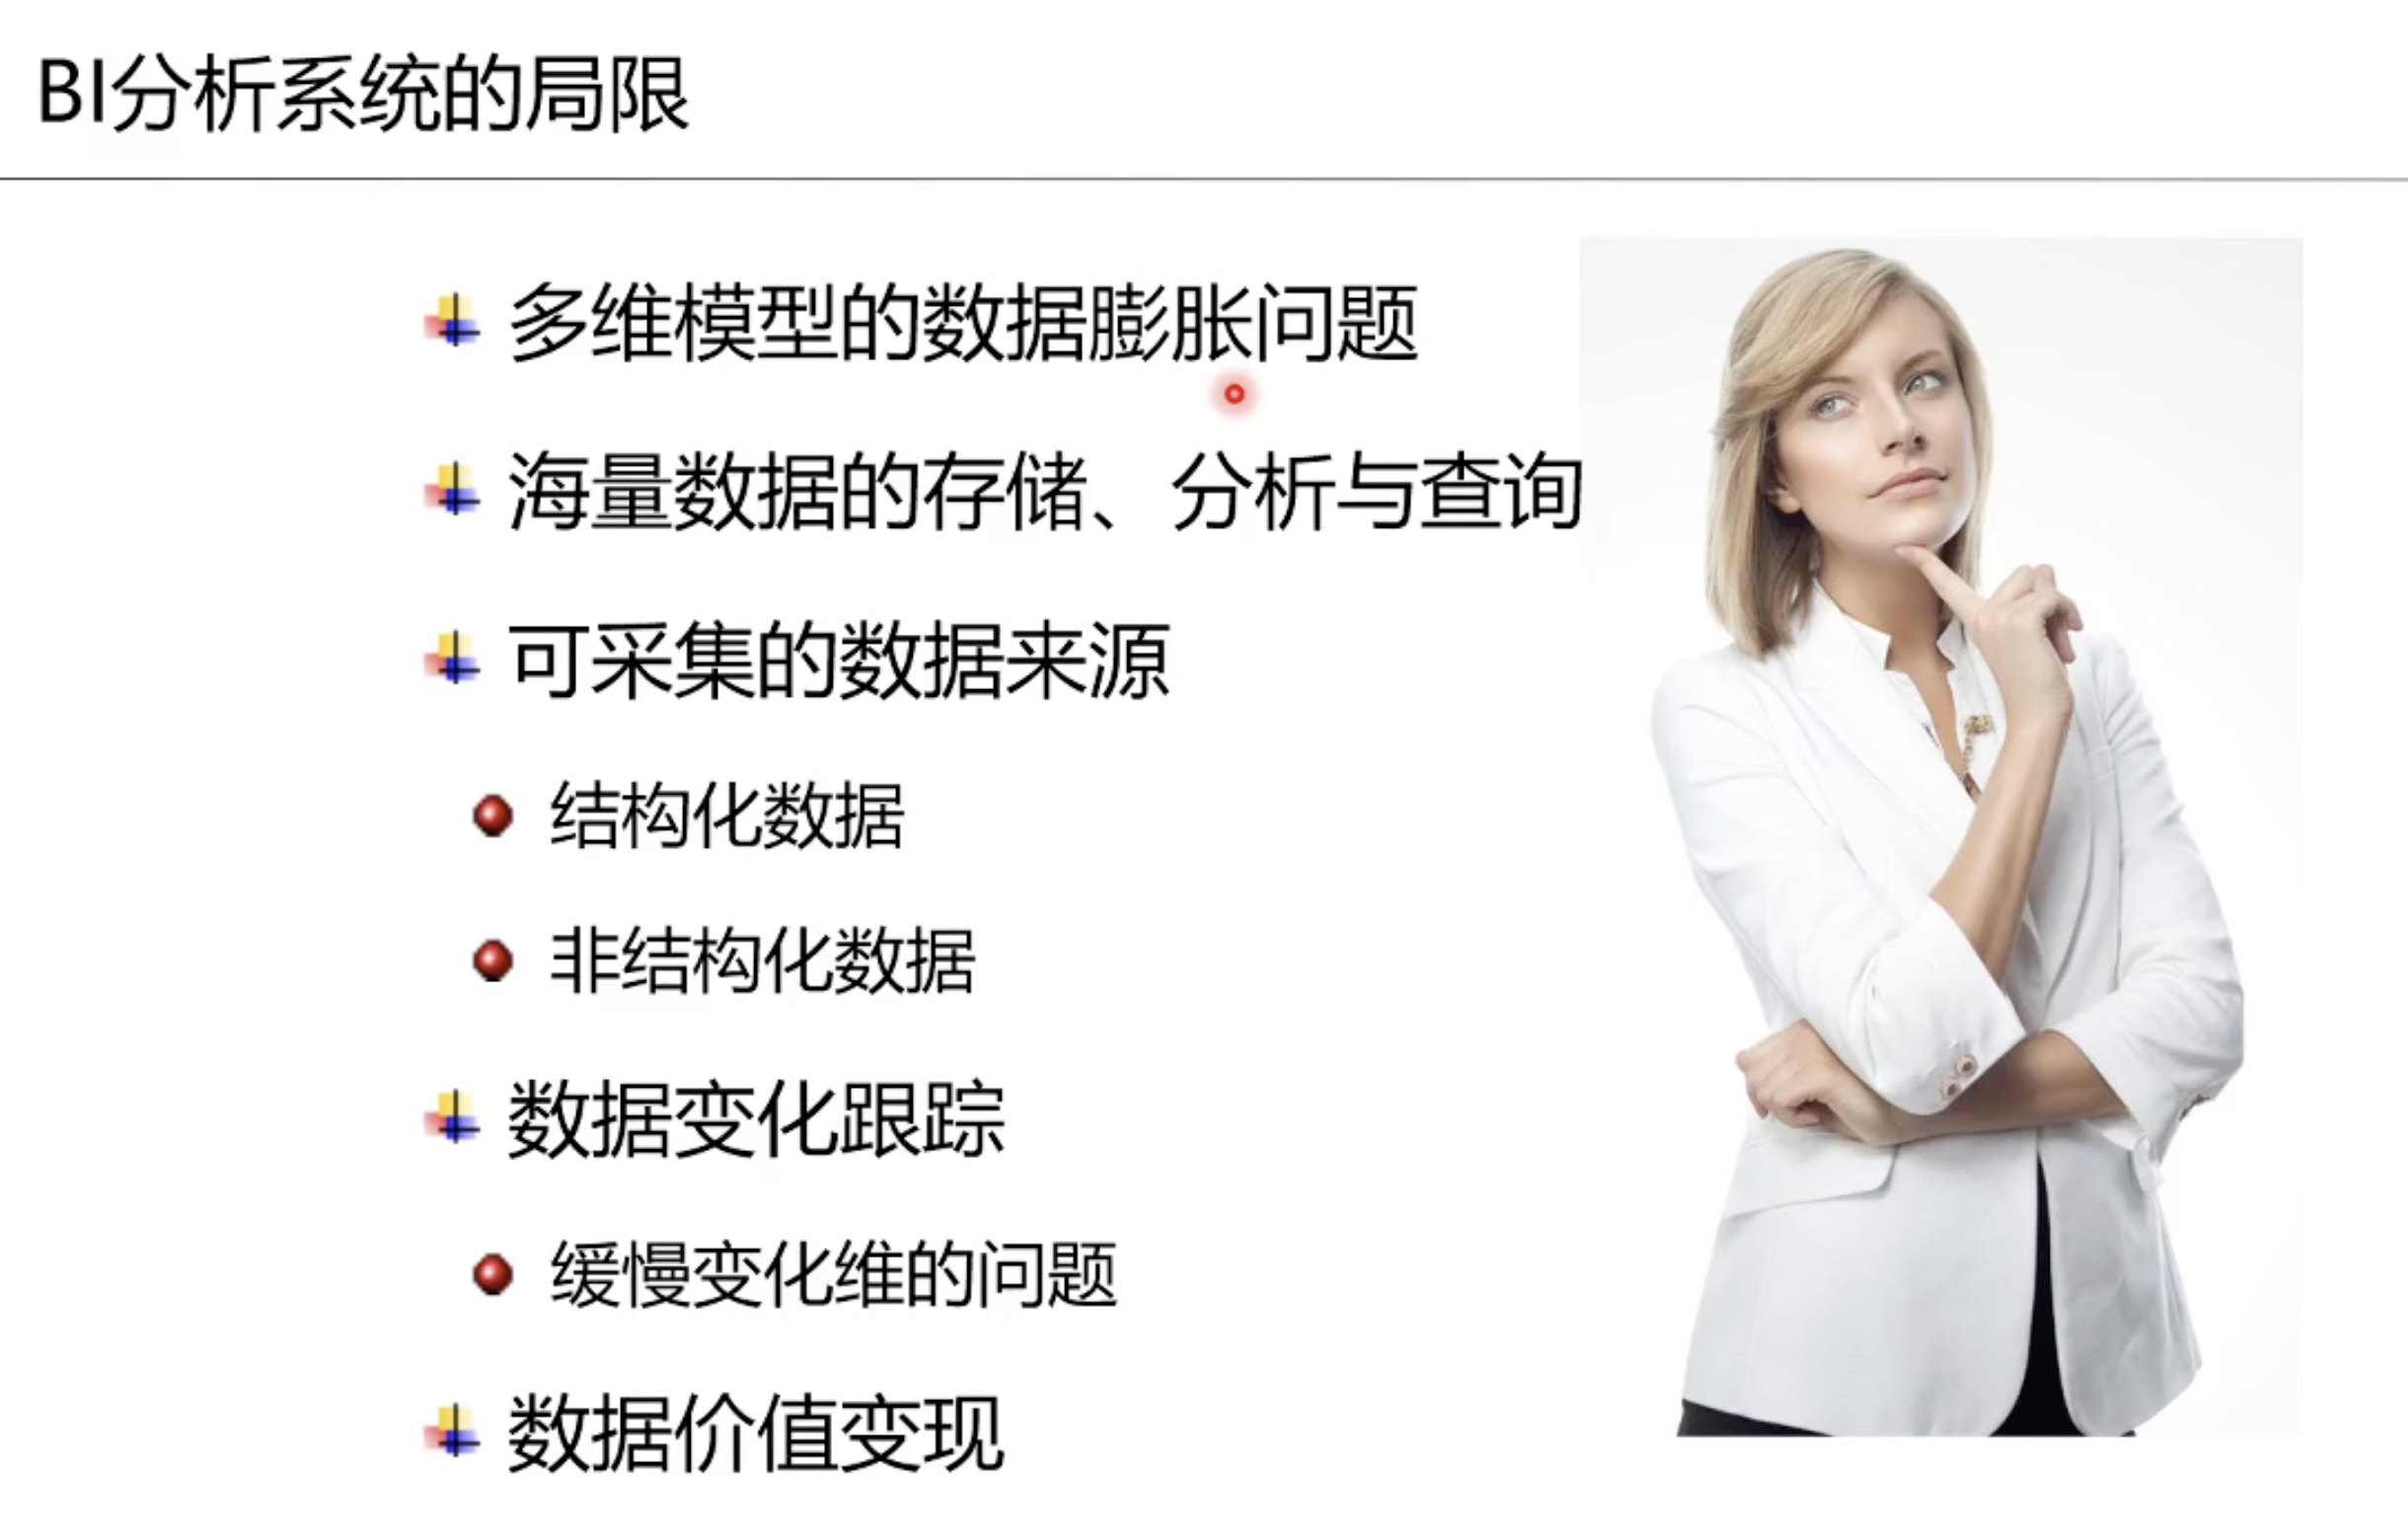 BI分析系统的局限
多维模型的数据膨胀问题
海量数据的存储、分析与查询
可采集的数据来源
结构化数据
非结构化数据
数据变化跟踪
缓慢变化维的问题
数据价值变现